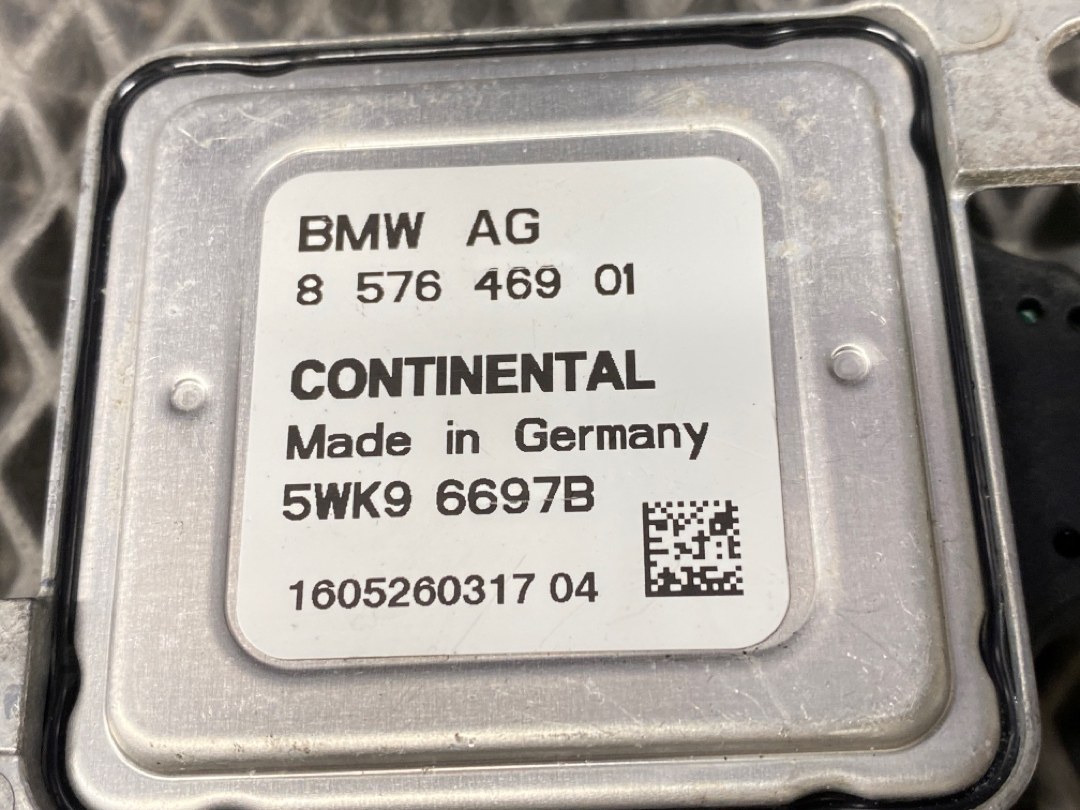 BMW AG
8 576 469 01
CONTINENTAL
Made in Germany
5WK9 6697B
1605260317 04